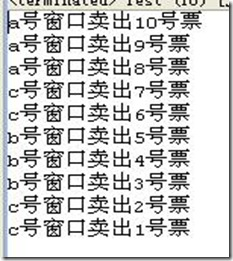 <terminated> Test (10) [
a号窗口卖出10号票
a号窗口卖出9号票
a号窗口卖出8号票
c号窗口卖出7号票
c号窗口卖出6号票
b号窗口卖出5号票
b号窗口卖出4号票
b号窗口卖出3号票
c号窗口卖出2号票
c号窗口卖出1号票